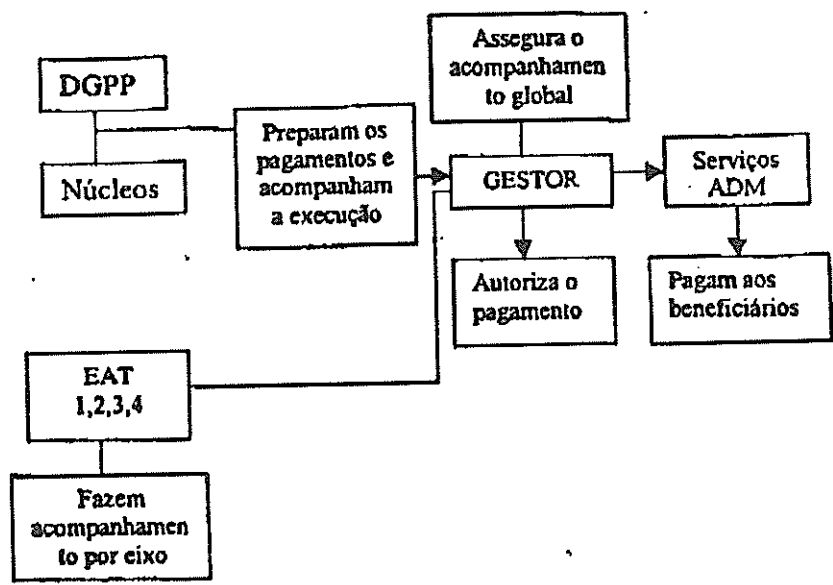 DGPP
Núcleos
Preparam os
pagamentos e
acompanham
a execução
Assegura o
acompanhamen
to global
GESTOR
Serviços
ADM
Autoriza o
pagamento
Pagam aos
beneficiários
EAT
1,2,3,4
Fazem
acompanhamen
to por eixo